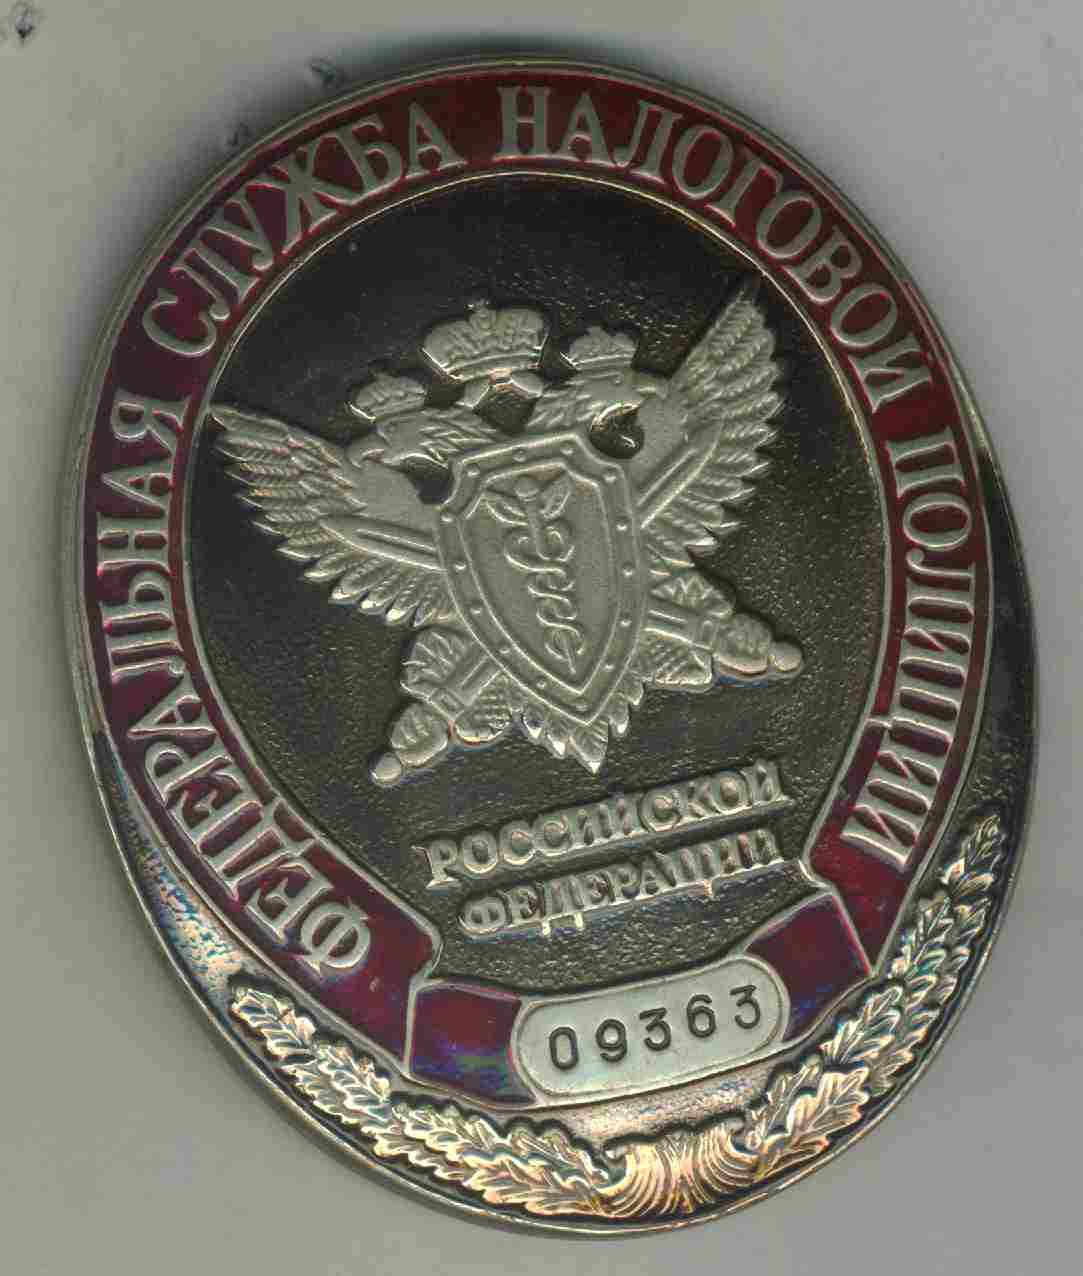 ФЕДЕРАЛЬНАЯ СЛУЖБА НАЛОГОВОЙ ПОЛИЦИИ
РОССИЙСКОЙ
ФЕДЕРАЦИИ
09363